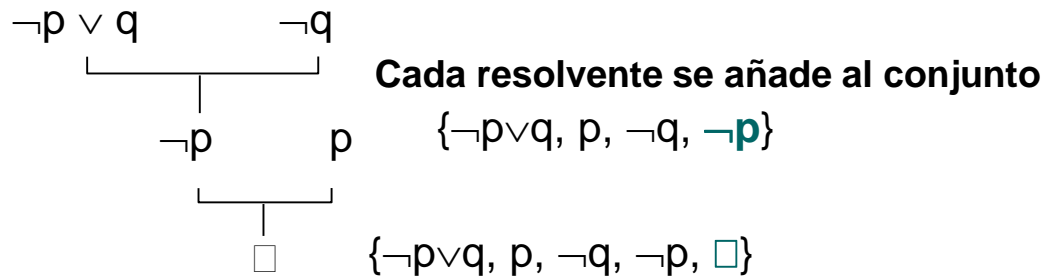 ¬p ∨ q ¬q
Cada resolvente se añade al conjunto
¬p p {¬p∨q, p, ¬q, ¬p}
□ {¬p∨q, p, ¬q, ¬p, □}